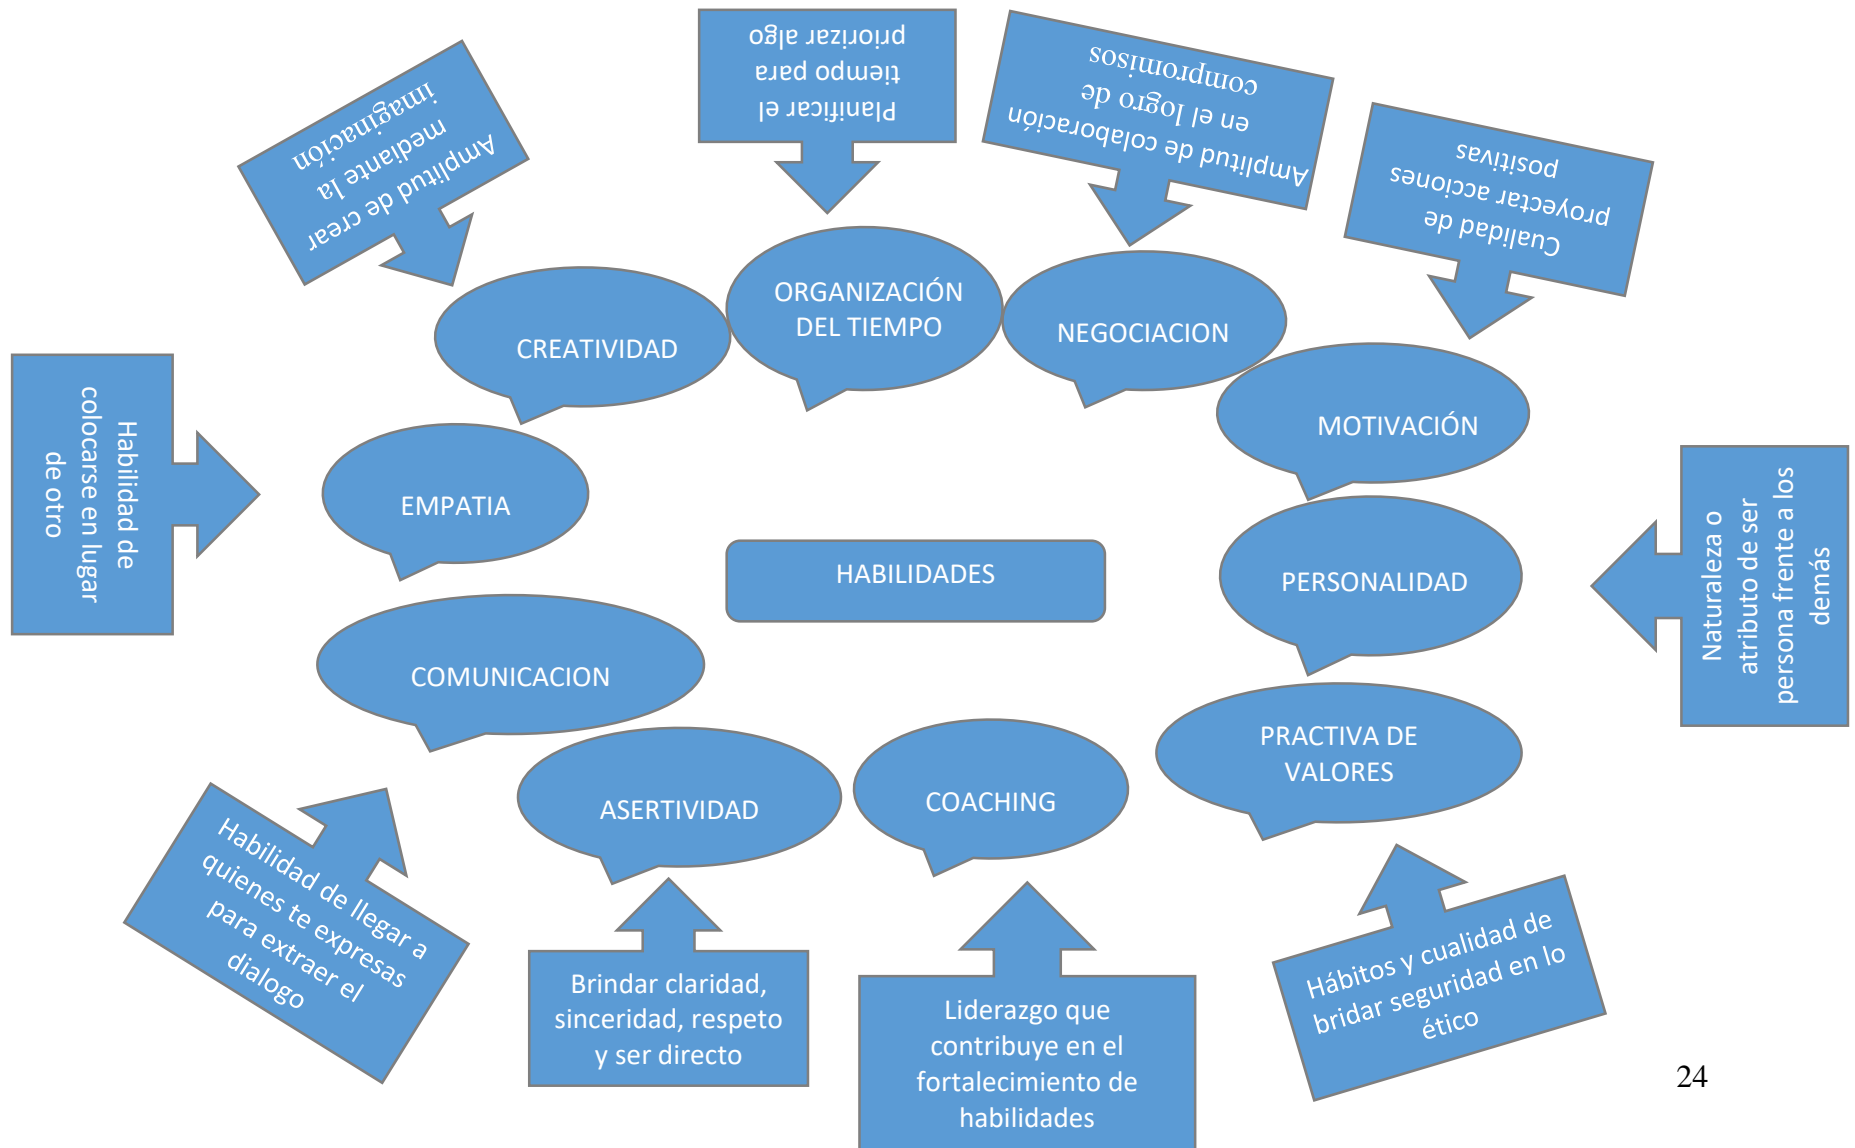 Planificar el
tiempo para
priorizar algo
Amplitud de colaboración
en el logro de
compromisos
Amplitud de crear
mediante la
imaginación
Cualidad de
proyectar acciones
positivas
ORGANIZACIÓN
DEL TIEMPO
NEGOCIACION
CREATIVIDAD
MOTIVACIÓN
Habilidad de
colocarse en lugar
de otro
EMPATIA
HABILIDADES
PERSONALIDAD
Naturaleza o
atributo de ser
persona frente a los
demás
COMUNICACION
PRACTIVA DE
VALORES
ASERTIVIDAD
COACHING
Habilidad de llegar a
quienes te expresas
para extraer el
dialogo
Brindar claridad,
sinceridad, respeto
y ser directo
Liderazgo que
contribuye en el
fortalecimiento de
habilidades
Hábitos y cualidad de
bridar seguridad en lo
ético
24